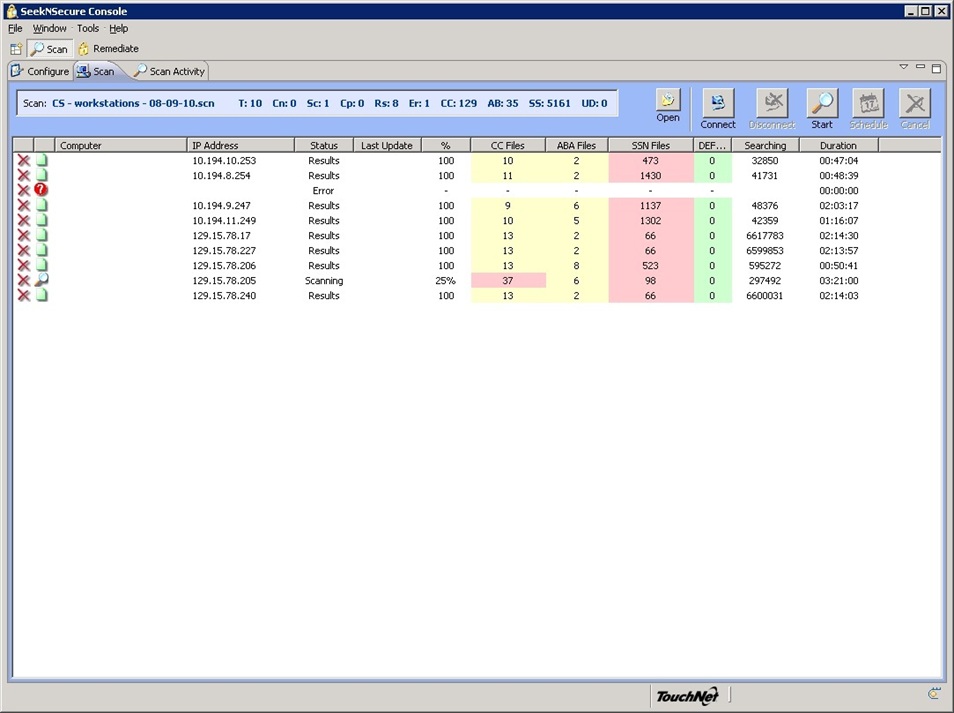 SeekNSecure Console
File Window Tools Help
Scan Remediate
Configure Scan Scan Activity
Scan: CS - workstations - 08-09-10.scn T: 10 Cn: 0 Sc: 1 Cp: 0 Rs: 8 Er: 1 CC: 129 AB: 35 SS: 5161 UD: 0
Open Connect Disconnect Start Schedule Cancel
Computer IP Address Status Last Update % CC Files ABA Files SSN Files DEF... Searching Duration
10.194.10.253 Results 100 10 2 473 0 32850 00:47:04
10.194.8.254 Results 100 11 2 1430 0 41731 00:48:39
Error - - - - - 00:00:00
10.194.9.247 Results 100 9 6 1137 0 48376 02:03:17
10.194.11.249 Results 100 10 5 1302 0 42359 01:16:07
129.15.78.17 Results 100 13 2 66 0 6617783 02:14:30
129.15.78.227 Results 100 13 2 66 0 6599853 02:13:57
129.15.78.206 Results 100 13 8 523 0 595272 00:50:41
129.15.78.205 Scanning 25% 37 6 98 0 297492 03:21:00
129.15.78.240 Results 100 13 2 66 0 6600031 02:14:03
TouchNet